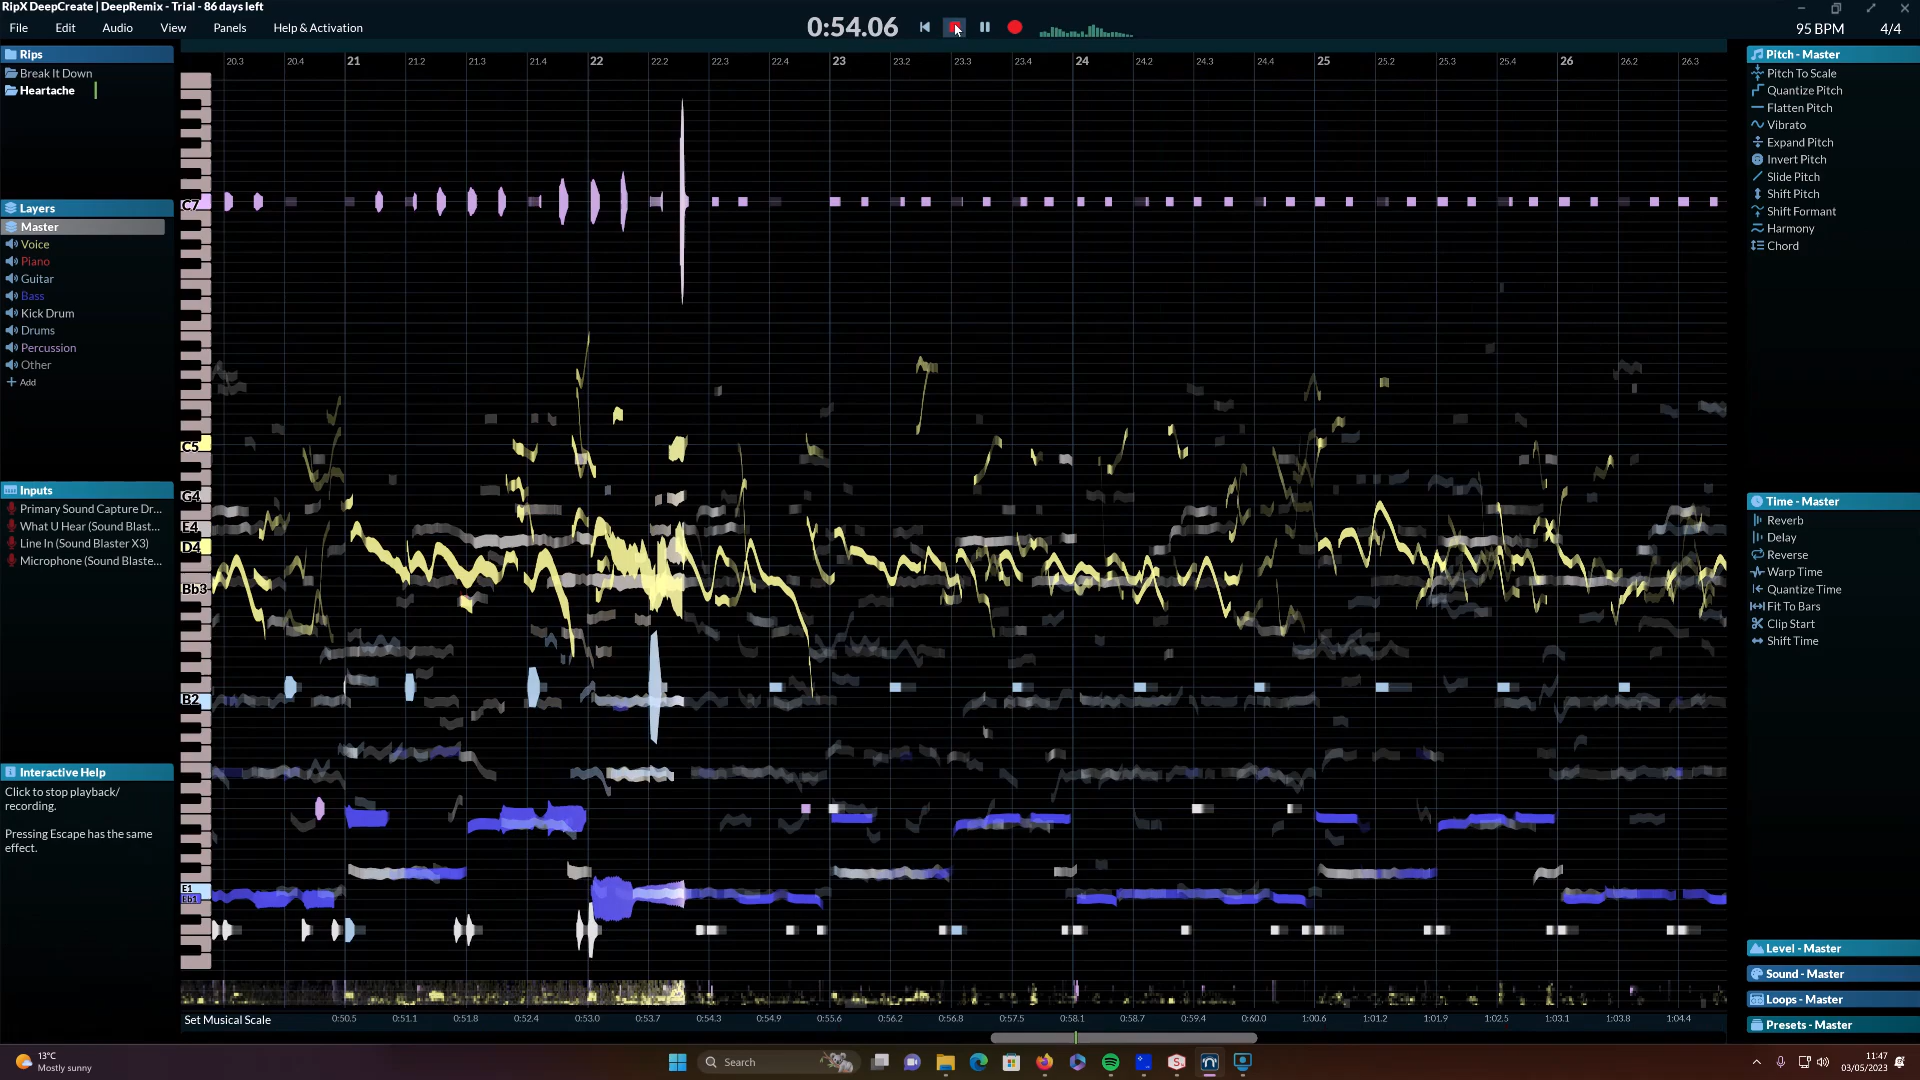 RipX DeepCreate | DeepRemix - Trial - 86 days left
File Edit Audio View Panels Help & Activation
0:54.06
95 BPM 4/4
Rips
Break It Down
Heartache
20.3 20.4 21 21.2 21.3 21.4 22 22.2 22.3 22.4 23 23.2 23.3 23.4 24 24.2 24.3 24.4 25 25.2 25.3 25.4 26 26.2 26.3
Layers
Master
Voice
Piano
Guitar
Bass
Kick Drum
Drums
Percussion
Other
Add
Inputs
Primary Sound Capture Dr...
What U Hear (Sound Blast...
Line In (Sound Blaster X3)
Microphone (Sound Blaste...
Interactive Help
Click to stop playback/
recording.
Pressing Escape has the same
effect.
C7
C5
G4
E4
D4
Bb3
B2
E1
Eb1
Pitch - Master
Pitch To Scale
Quantize Pitch
Flatten Pitch
Vibrato
Expand Pitch
Invert Pitch
Slide Pitch
Shift Pitch
Shift Formant
Harmony
Chord
Time - Master
Reverb
Delay
Reverse
Warp Time
Quantize Time
Fit To Bars
Clip Start
Shift Time
Level - Master
Sound - Master
Loops - Master
Presets - Master
Set Musical Scale
0:50.5 0:51.1 0:51.8 0:52.4 0:53.0 0:53.7 0:54.3 0:54.9 0:55.6 0:56.2 0:56.8 0:57.5 0:58.1 0:58.7 0:59.4 0:60.0 1:00.6 1:01.2 1:01.9 1:02.5 1:03.1 1:03.8 1:04.4
13°C
Mostly sunny
Search
11:47
03/05/2023